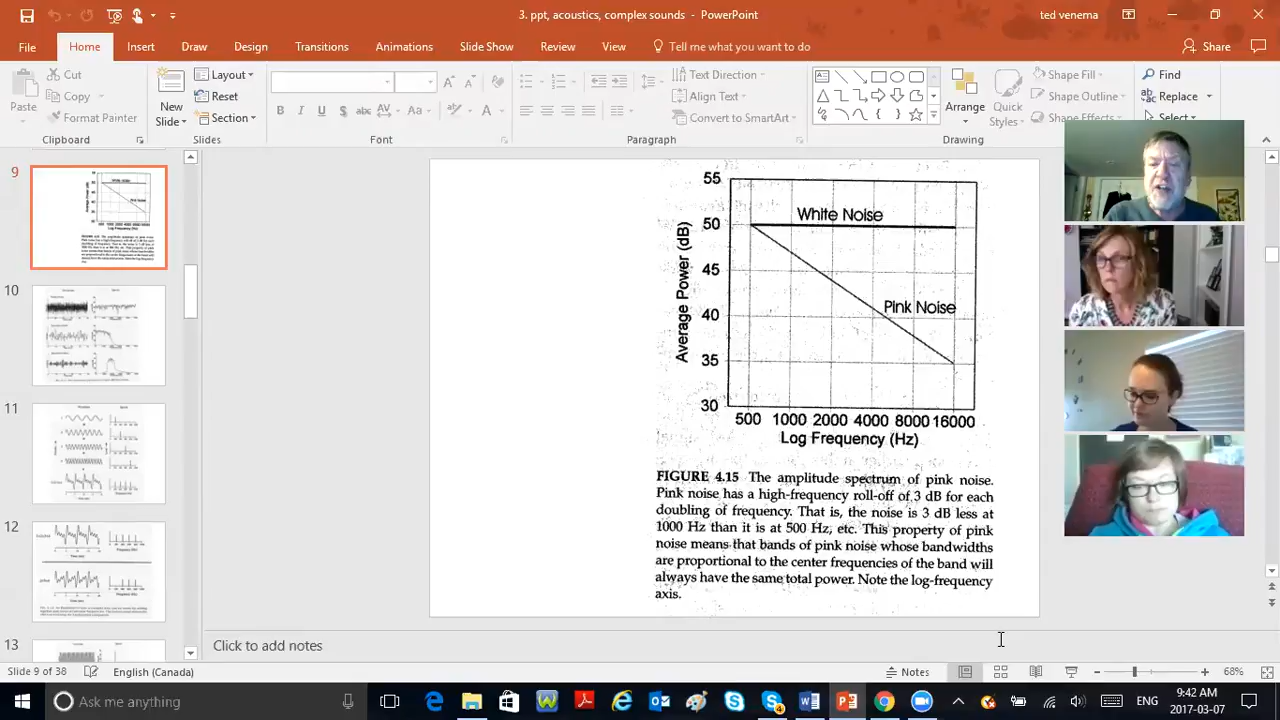 3. ppt, acoustics, complex sounds - PowerPoint
ted venema
File Home Insert Draw Design Transitions Animations Slide Show Review View Tell me what you want to do Share
Paste Cut
Copy
Format Painter
Clipboard
New Slide
Layout
Reset
Section
Slides
Font
Text Direction
Align Text
Convert to SmartArt
Paragraph
Arrange
Quick Styles
Shape Fill
Shape Outline
Shape Effects
Drawing
Find
Replace
Select
9
10
11
12
13
55
50
45
40
35
30
Average Power (dB)
White Noise
Pink Noise
500 1000 2000 4000 8000 16000
Log Frequency (Hz)
FIGURE 4.15 The amplitude spectrum of pink noise.
Pink noise has a high-frequency roll-off of 3 dB for each
doubling of frequency. That is, the noise is 3 dB less at
1000 Hz than it is at 500 Hz, etc. This property of pink
noise means that bands of pink noise whose bandwidths
are proportional to the center frequencies of the band will
always have the same total power. Note the log-frequency
axis.
Click to add notes
Slide 9 of 38 English (Canada) Notes 68%
Ask me anything
ENG
9:42 AM
2017-03-07